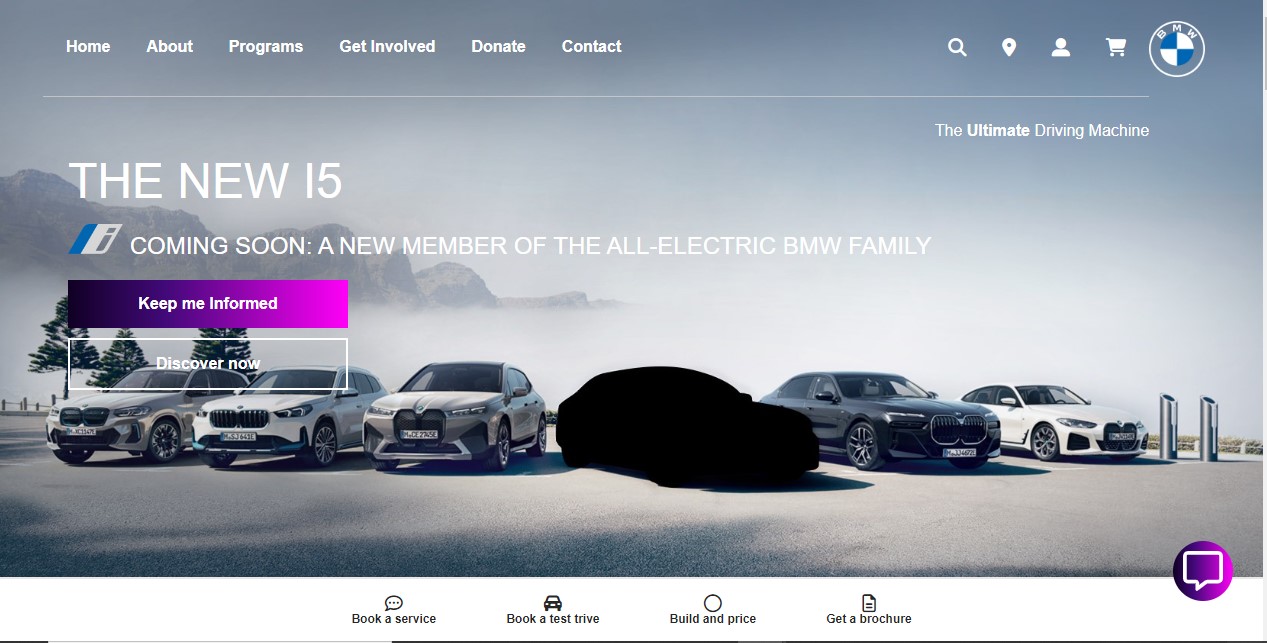 Home About Programs Get Involved Donate Contact
BMW
The Ultimate Driving Machine
THE NEW I5
i COMING SOON: A NEW MEMBER OF THE ALL-ELECTRIC BMW FAMILY
Keep me Informed
Discover now
Book a service Book a test trive Build and price Get a brochure